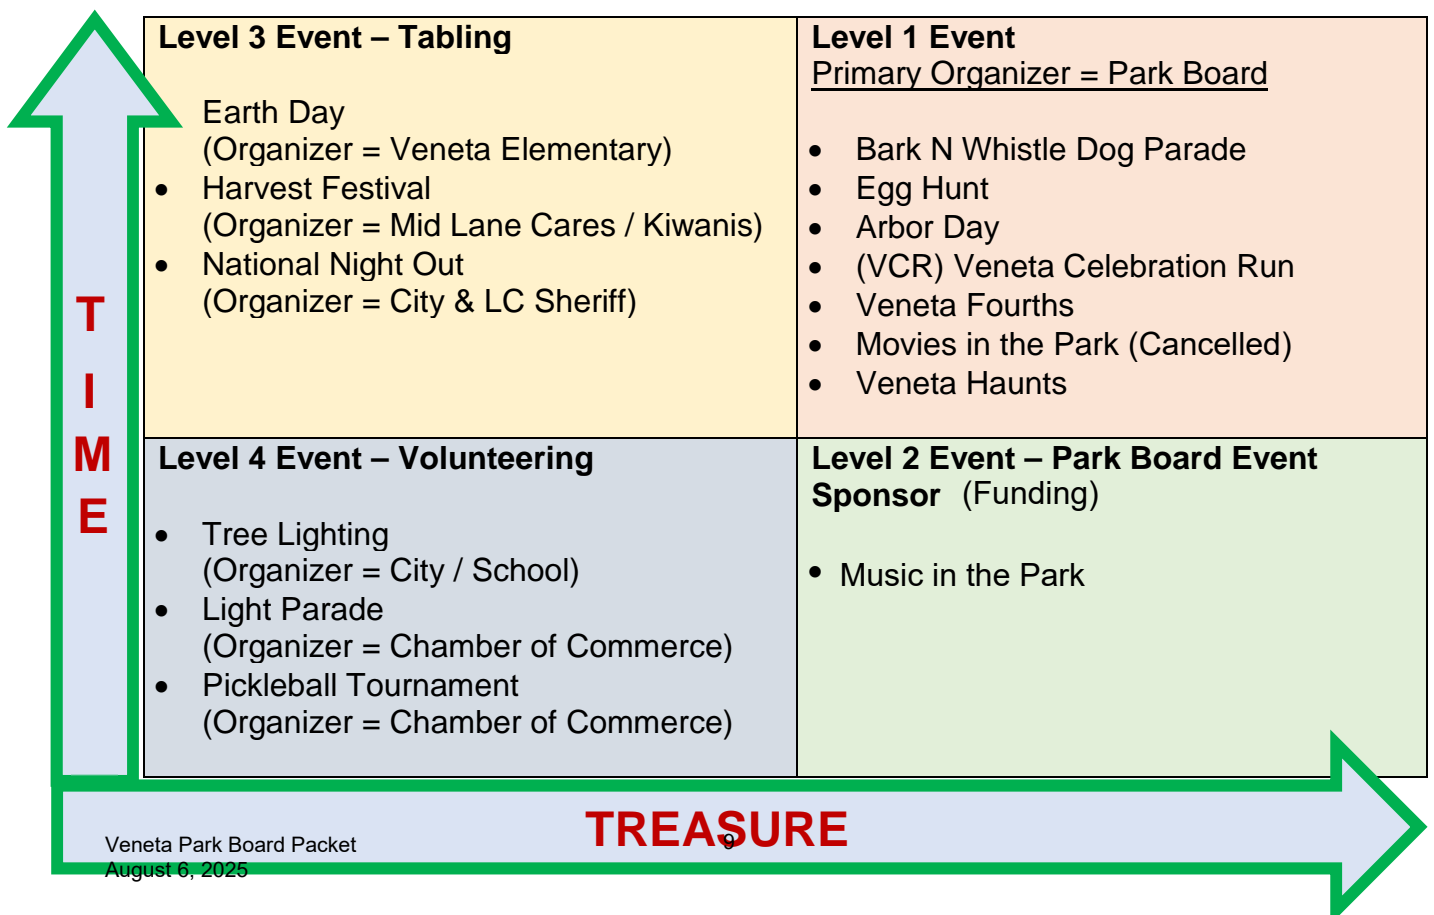 Level 3 Event – Tabling
Earth Day
(Organizer = Veneta Elementary)
• Harvest Festival
(Organizer = Mid Lane Cares / Kiwanis)
• National Night Out
(Organizer = City & LC Sheriff)
Level 1 Event
Primary Organizer = Park Board
• Bark N Whistle Dog Parade
• Egg Hunt
• Arbor Day
• (VCR) Veneta Celebration Run
• Veneta Fourths
• Movies in the Park (Cancelled)
• Veneta Haunts
T
I
M
E
Level 4 Event – Volunteering
• Tree Lighting
(Organizer = City / School)
• Light Parade
(Organizer = Chamber of Commerce)
• Pickleball Tournament
(Organizer = Chamber of Commerce)
Level 2 Event – Park Board Event
Sponsor (Funding)
• Music in the Park
TREASURE
Veneta Park Board Packet
August 6, 2025
9